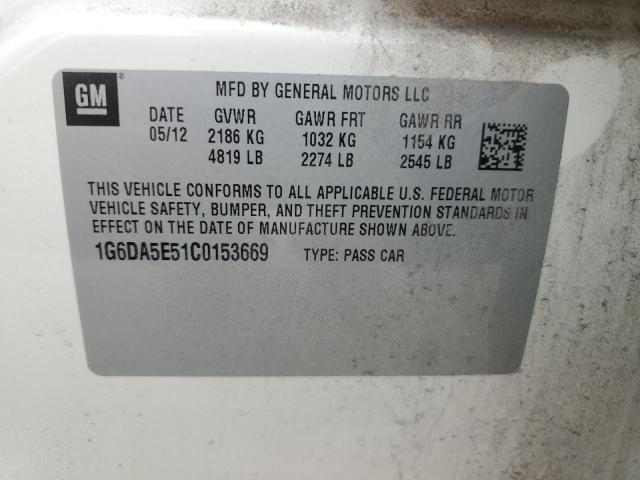 GM ®
MFD BY GENERAL MOTORS LLC
DATE GVWR GAWR FRT GAWR RR
05/12 2186 KG 1032 KG 1154 KG
4819 LB 2274 LB 2545 LB
THIS VEHICLE CONFORMS TO ALL APPLICABLE U.S. FEDERAL MOTOR
VEHICLE SAFETY, BUMPER, AND THEFT PREVENTION STANDARDS IN
EFFECT ON THE DATE OF MANUFACTURE SHOWN ABOVE.
1G6DA5E51C0153669 TYPE: PASS CAR